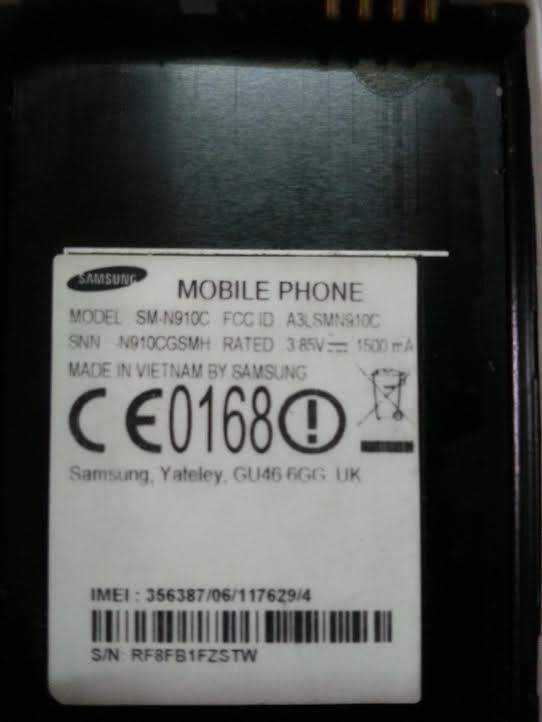 SAMSUNG
MOBILE PHONE
MODEL SM-N910C FCC ID A3LSMN910C
SNN -N910CGSMH RATED 3.85V 1500 mA
MADE IN VIETNAM BY SAMSUNG
CE0168
Samsung, Yateley, GU46 6GG UK
IMEI : 356387/06/117629/4
S/N: RF8FB1FZSTW